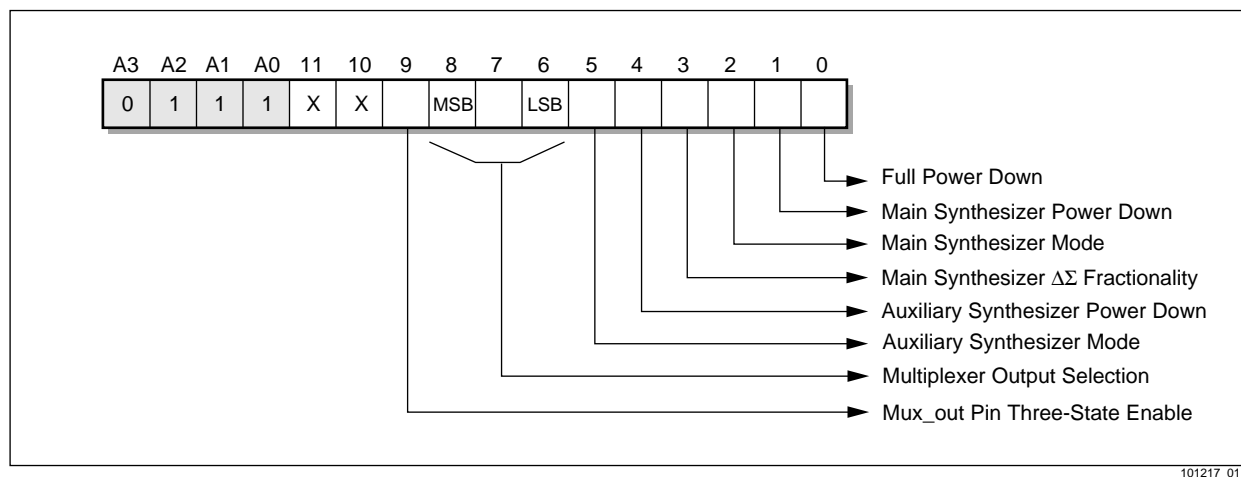 A3 A2 A1 A0 11 10 9 8 7 6 5 4 3 2 1 0
0 1 1 1 X X MSB LSB
Full Power Down
Main Synthesizer Power Down
Main Synthesizer Mode
Main Synthesizer ΔΣ Fractionality
Auxiliary Synthesizer Power Down
Auxiliary Synthesizer Mode
Multiplexer Output Selection
Mux_out Pin Three-State Enable
101217_01